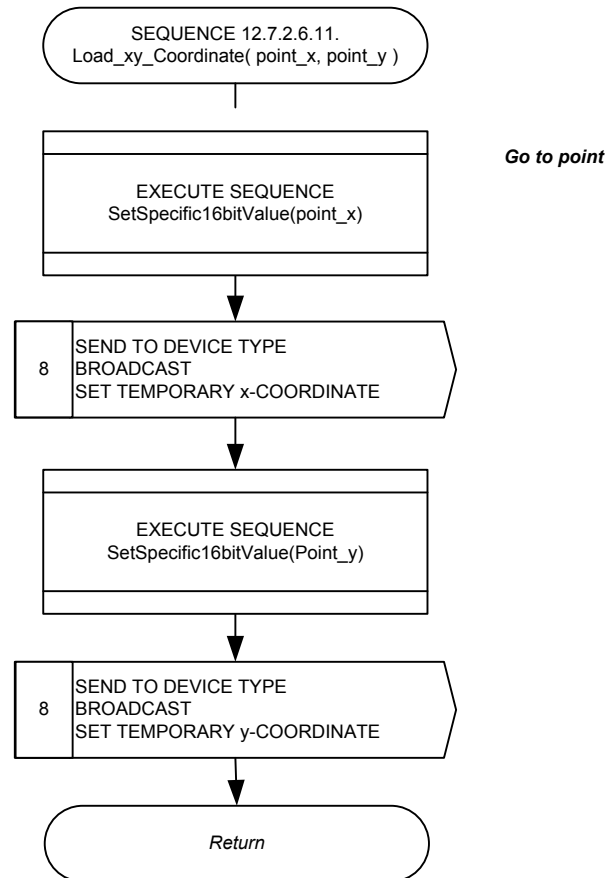 SEQUENCE 12.7.2.6.11.
Load_xy_Coordinate( point_x, point_y )
Go to point
EXECUTE SEQUENCE
SetSpecific16bitValue(point_x)
8
SEND TO DEVICE TYPE
BROADCAST
SET TEMPORARY x-COORDINATE
EXECUTE SEQUENCE
SetSpecific16bitValue(Point_y)
8
SEND TO DEVICE TYPE
BROADCAST
SET TEMPORARY y-COORDINATE
Return